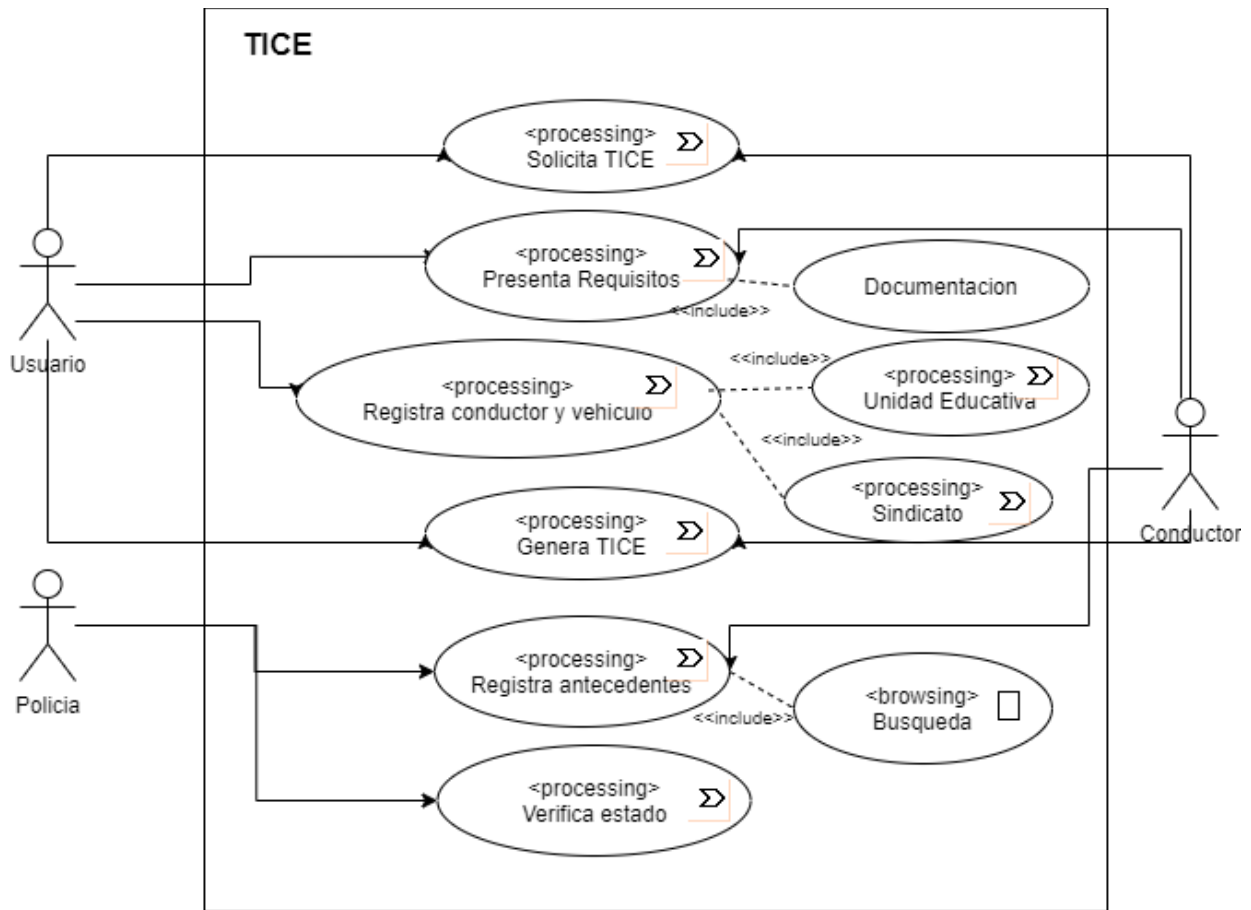 TICE
<processing>
Solicita TICE
<processing>
Presenta Requisitos
Documentacion
<<include>>
Usuario
<processing>
Registra conductor y vehiculo
<<include>>
<processing>
Unidad Educativa
<<include>>
<processing>
Sindicato
Conductor
<processing>
Genera TICE
Policia
<processing>
Registra antecedentes
<<include>>
<browsing>
Busqueda
<processing>
Verifica estado